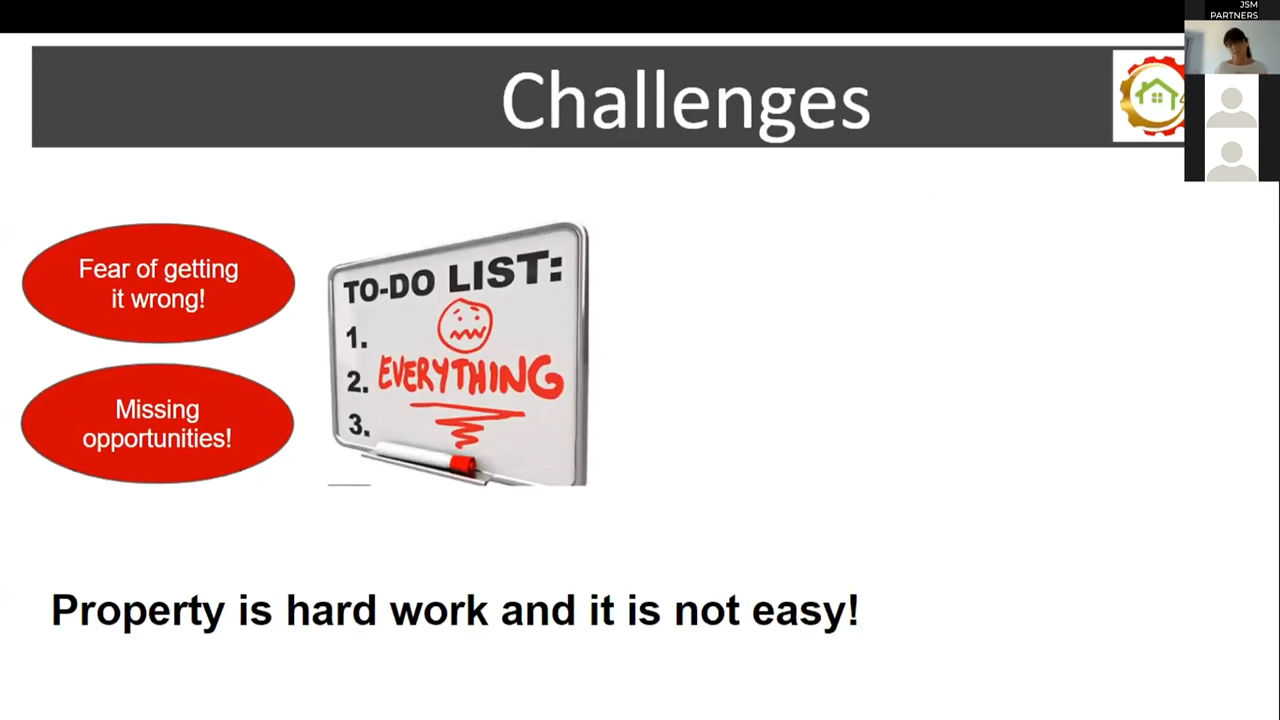 JSM
PARTNERS
Challenges
Fear of getting
it wrong!
Missing
opportunities!
TO-DO LIST:
1.
2. EVERYTHING
3.
Property is hard work and it is not easy!